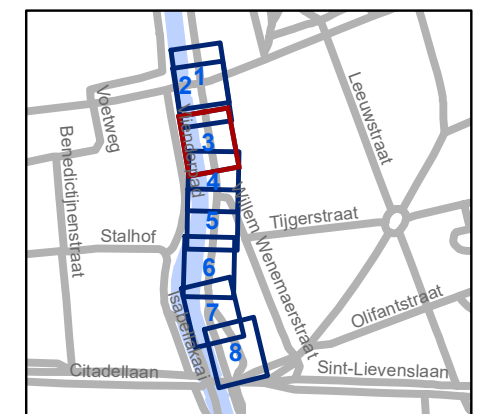 1
2
3
4
5
6
7
8
Voetweg
Leeuwstraat
Benedictijnenstraat
Stalhof
Tijgerstraat
Willem Wenemaerstraat
Isabellakaai
Olifantstraat
Citadellaan
Sint-Lievenslaan